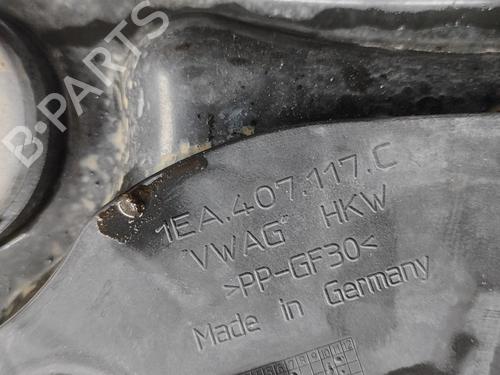 B-PARTS
1EA.407.117.C
"VWAG" HKW
>PP-GF30<
Made in Germany